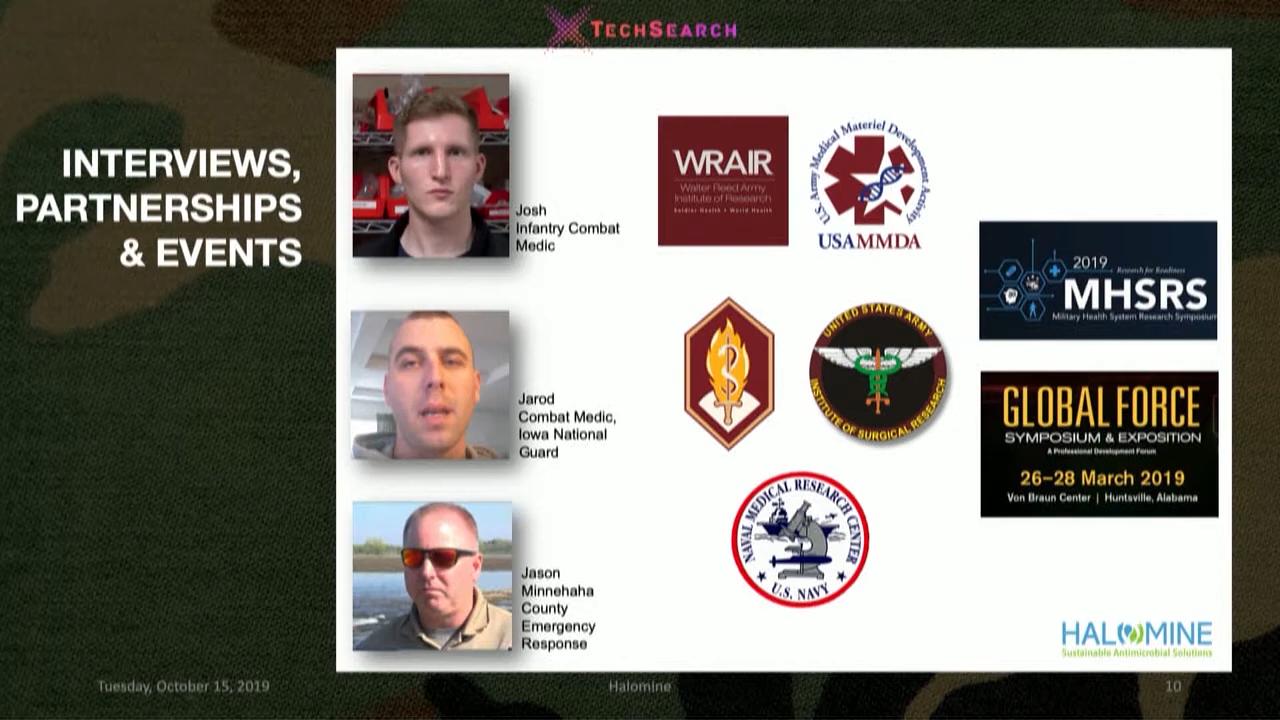 TECHSEARCH
INTERVIEWS,
PARTNERSHIPS
& EVENTS
Josh
Infantry Combat
Medic
Jarod
Combat Medic,
Iowa National
Guard
Jason
Minnehaha
County
Emergency
Response
WRAIR
Walter Reed Army
Institute of Research
Soldier Health • World Health
U.S. Army Medical Materiel Development Activity
USAMMDA
UNITED STATES ARMY
INSTITUTE OF SURGICAL RESEARCH
NAVAL MEDICAL RESEARCH CENTER
U.S. NAVY
2019
Research for Readiness
MHSRS
Military Health System Research Symposium
GLOBAL FORCE
SYMPOSIUM & EXPOSITION
A Professional Development Forum
26–28 March 2019
Von Braun Center | Huntsville, Alabama
HALOMINE
Sustainable Antimicrobial Solutions
Tuesday, October 15, 2019
Halomine
10